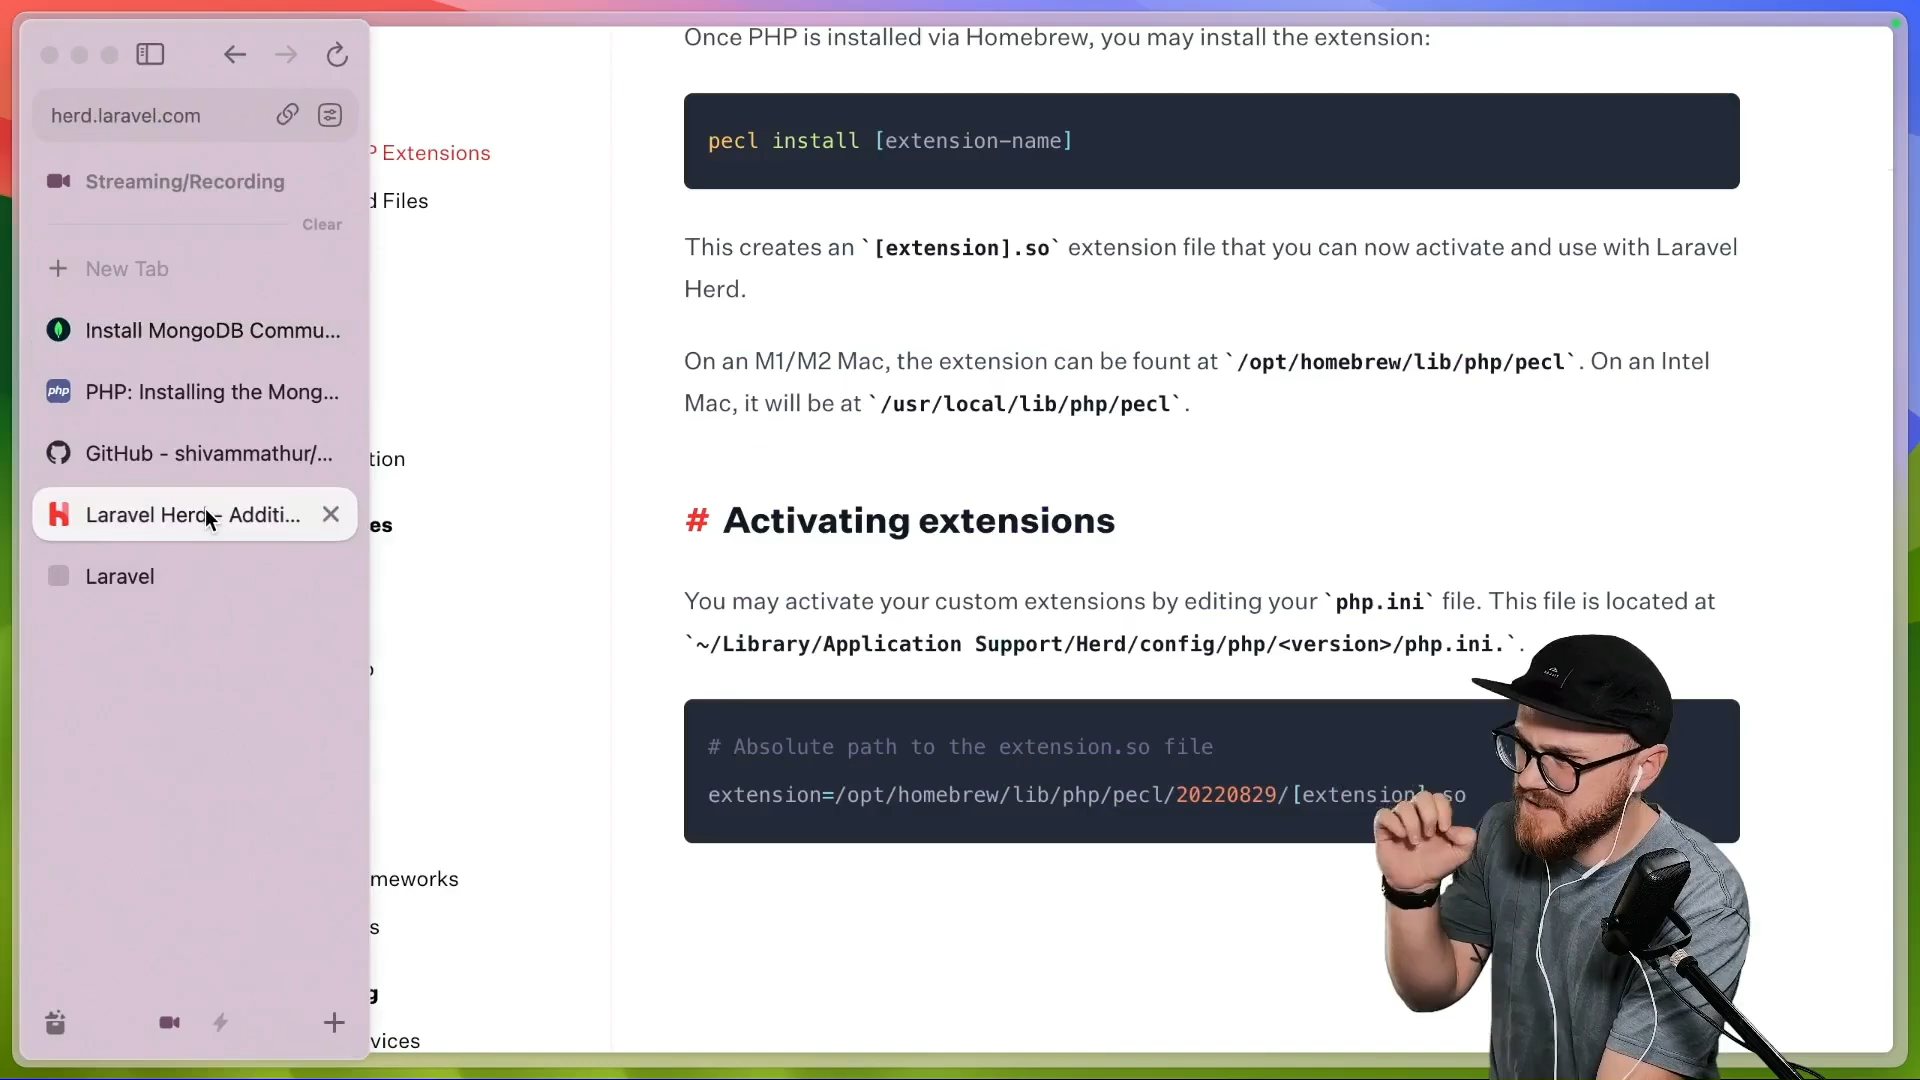 herd.laravel.com
Streaming/Recording
Clear
New Tab
Install MongoDB Commu...
php
PHP: Installing the Mong...
GitHub - shivammathur/...
Laravel Herd - Additi...
Laravel
P Extensions
d Files
tion
es
meworks
s
g
vices
Once PHP is installed via Homebrew, you may install the extension:
pecl install [extension-name]
This creates an `[extension].so` extension file that you can now activate and use with Laravel
Herd.
On an M1/M2 Mac, the extension can be fount at `/opt/homebrew/lib/php/pecl`. On an Intel
Mac, it will be at `/usr/local/lib/php/pecl`.
# Activating extensions
You may activate your custom extensions by editing your `php.ini` file. This file is located at
`~/Library/Application Support/Herd/config/php/<version>/php.ini.`.
# Absolute path to the extension.so file
extension=/opt/homebrew/lib/php/pecl/20220829/[extension].so